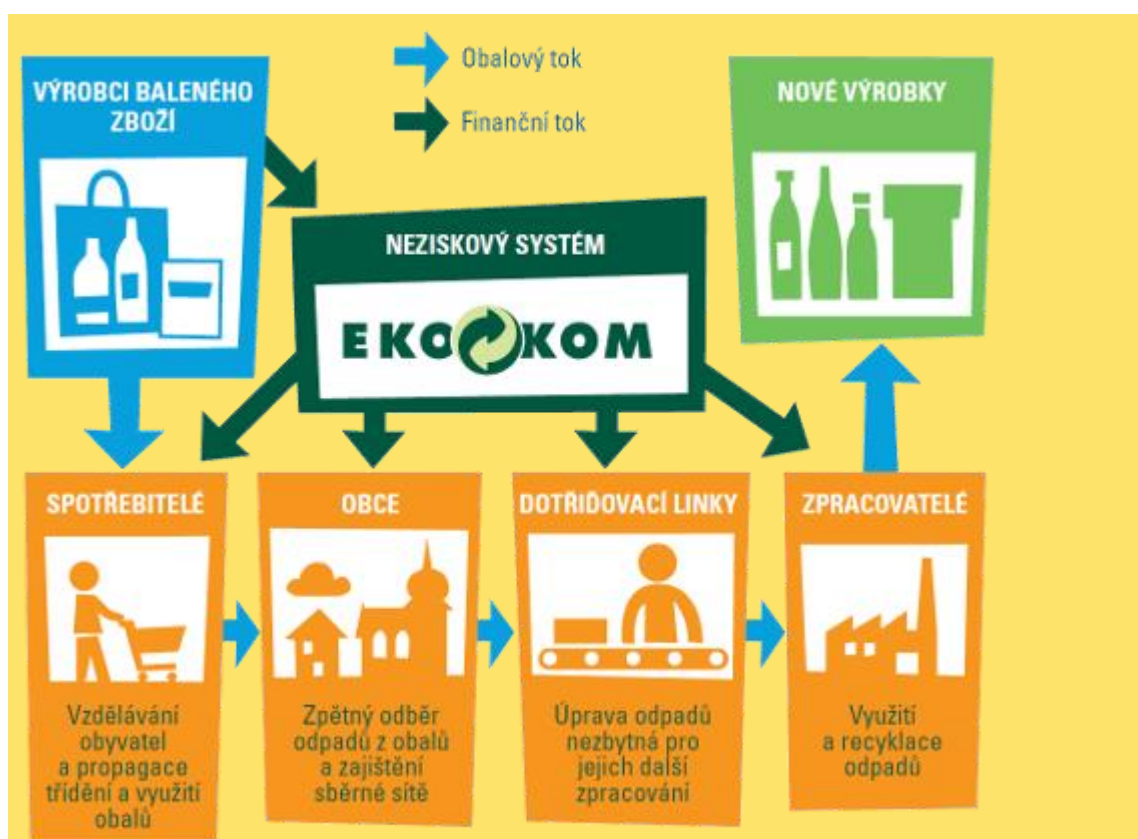 Obalový tok
Finanční tok
VÝROBCI BALENÉHO
ZBOŽÍ
NOVÉ VÝROBKY
NEZISKOVÝ SYSTÉM
EKO KOM
SPOTŘEBITELÉ
Vzdělávání
obyvatel
a propagace
třídění a využití
obalů
OBCE
Zpětný odběr
odpadů z obalů
a zajištění
sběrné sítě
DOTŘIĎOVACÍ LINKY
Úprava odpadů
nezbytná pro
jejich další
zpracování
ZPRACOVATELÉ
Využití
a recyklace
odpadů